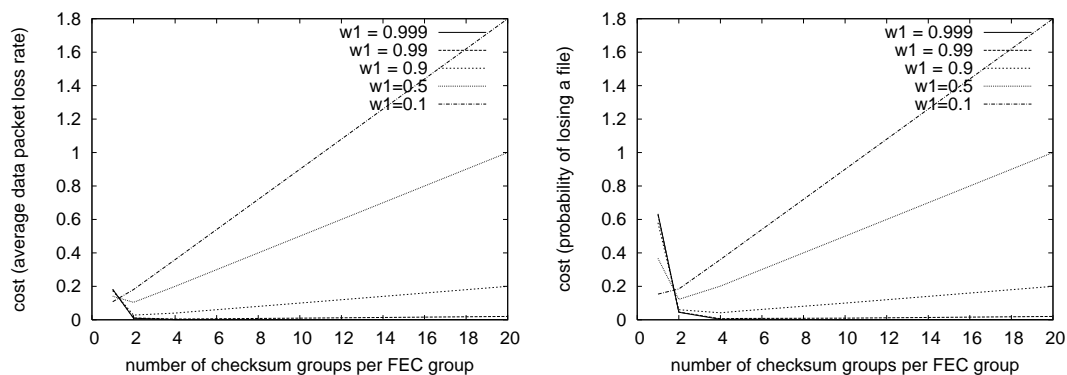 cost (average data packet loss rate)
1.8
1.6
1.4
1.2
1
0.8
0.6
0.4
0.2
0
w1 = 0.999
w1 = 0.99
w1 = 0.9
w1=0.5
w1=0.1
0 2 4 6 8 10 12 14 16 18 20
number of checksum groups per FEC group
cost (probability of losing a file)
1.8
1.6
1.4
1.2
1
0.8
0.6
0.4
0.2
0
w1 = 0.999
w1 = 0.99
w1 = 0.9
w1=0.5
w1=0.1
0 2 4 6 8 10 12 14 16 18 20
number of checksum groups per FEC group